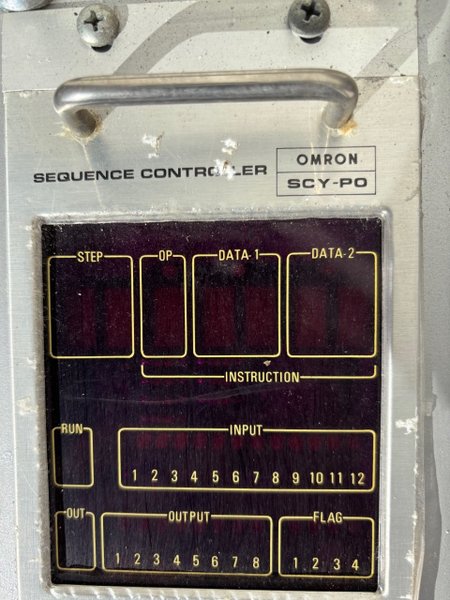 SEQUENCE CONTROLLER
OMRON
SCY-PO
STEP OP DATA-1 DATA-2
INSTRUCTION
RUN INPUT
1 2 3 4 5 6 7 8 9 10 11 12
OUT OUTPUT FLAG
1 2 3 4 5 6 7 8 1 2 3 4